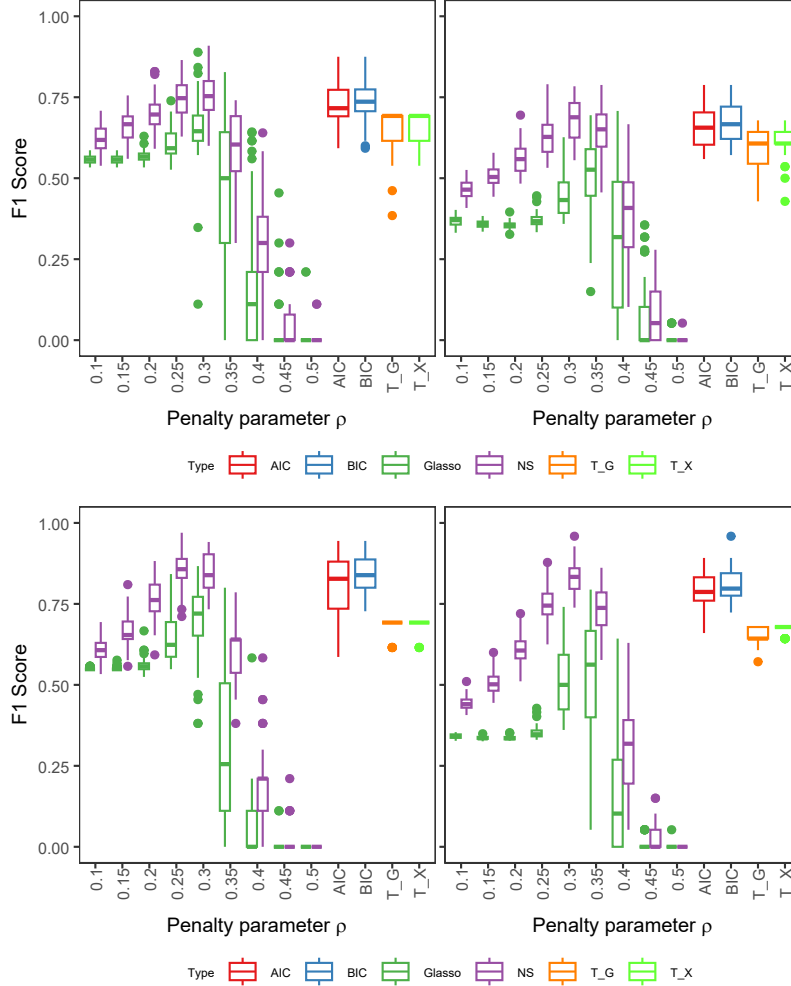 1.00
0.75
0.50
0.25
0.00
F1 Score
0.1 0.15 0.2 0.25 0.3 0.35 0.4 0.45 0.5 AIC BIC T_G T_X
0.1 0.15 0.2 0.25 0.3 0.35 0.4 0.45 0.5 AIC BIC T_G T_X
Penalty parameter ρ
Penalty parameter ρ
Type AIC BIC Glasso NS T_G T_X
1.00
0.75
0.50
0.25
0.00
F1 Score
0.1 0.15 0.2 0.25 0.3 0.35 0.4 0.45 0.5 AIC BIC T_G T_X
0.1 0.15 0.2 0.25 0.3 0.35 0.4 0.45 0.5 AIC BIC T_G T_X
Penalty parameter ρ
Penalty parameter ρ
Type AIC BIC Glasso NS T_G T_X